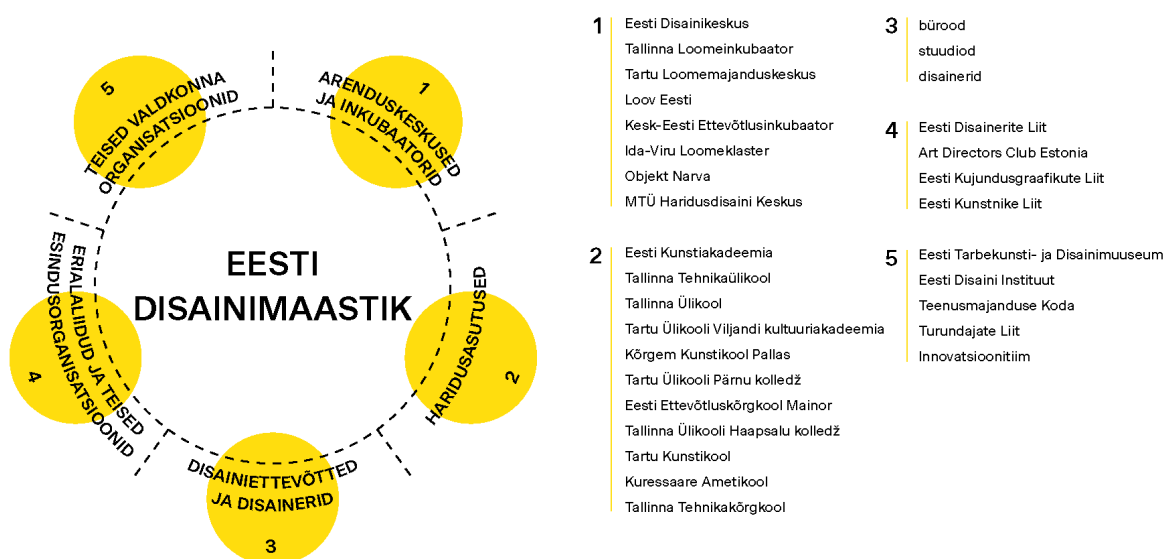 EESTI
DISAINIMAASTIK
1
ARENDUSKESKUSED
JA INKUBAATORID
2
HARIDUSASUTUSED
3
DISAINIETTEVÕTTED
JA DISAINERID
4
ERIALALIIDUD JA TEISED
ESINDUSORGANISATSIOONID
5
TEISED VALDKONNA
ORGANISATSIOONID
1
Eesti Disainikeskus
Tallinna Loomeinkubaator
Tartu Loomemajanduskeskus
Loov Eesti
Kesk-Eesti Ettevõtlusinkubaator
Ida-Viru Loomeklaster
Objekt Narva
MTÜ Haridusdisaini Keskus
2
Eesti Kunstiakadeemia
Tallinna Tehnikaülikool
Tallinna Ülikool
Tartu Ülikooli Viljandi kultuuriakadeemia
Kõrgem Kunstikool Pallas
Tartu Ülikooli Pärnu kolledž
Eesti Ettevõtluskõrgkool Mainor
Tallinna Ülikooli Haapsalu kolledž
Tartu Kunstikool
Kuressaare Ametikool
Tallinna Tehnikakõrgkool
3
bürood
stuudiod
disainerid
4
Eesti Disainerite Liit
Art Directors Club Estonia
Eesti Kujundusgraafikute Liit
Eesti Kunstnike Liit
5
Eesti Tarbekunsti- ja Disainimuuseum
Eesti Disaini Instituut
Teenusmajanduse Koda
Turundajate Liit
Innovatsioonitiim